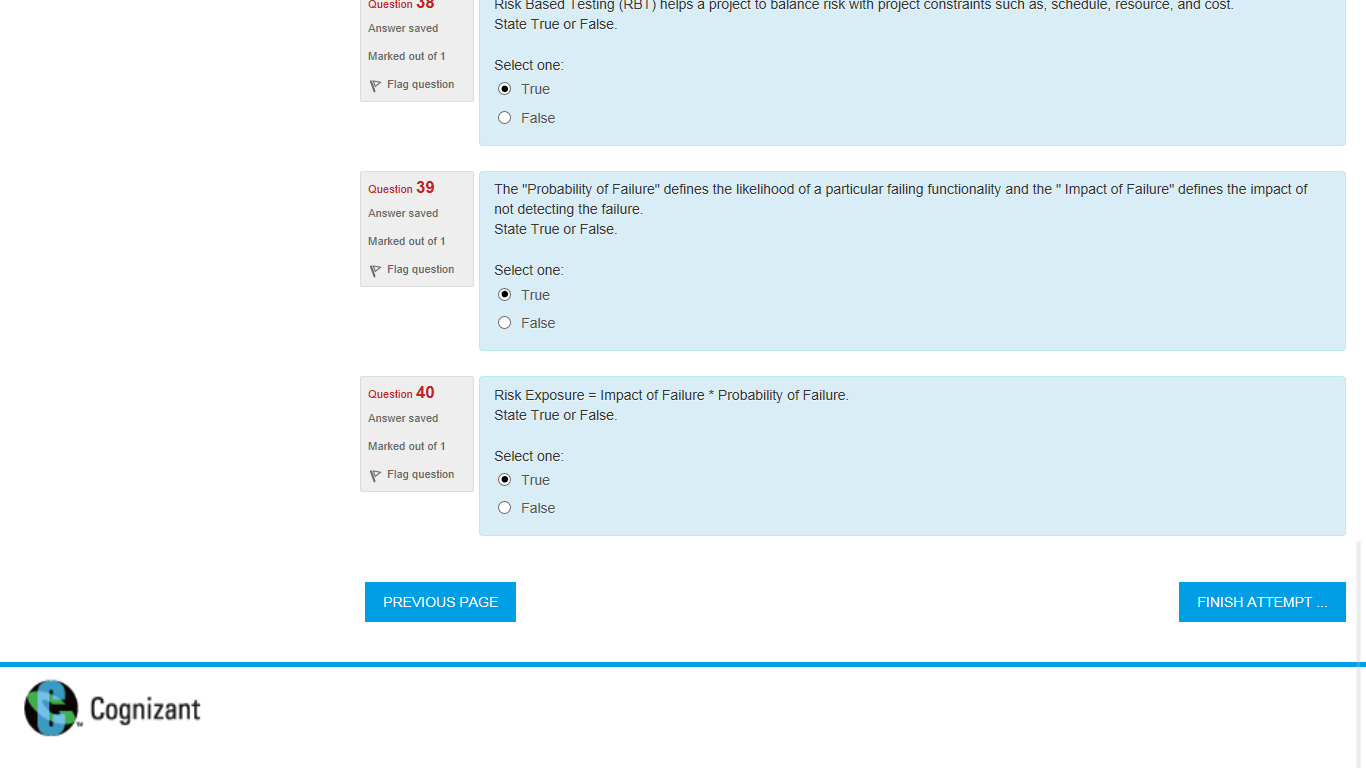 Question 38
Risk Based Testing (RBT) helps a project to balance risk with project constraints such as, schedule, resource, and cost.
Answer saved
State True or False.
Marked out of 1
Select one:
Flag question
True
False
Question 39
The "Probability of Failure" defines the likelihood of a particular failing functionality and the " Impact of Failure" defines the impact of
Answer saved
not detecting the failure.
State True or False.
Marked out of 1
Flag question
Select one:
True
False
Question 40
Risk Exposure = Impact of Failure * Probability of Failure.
Answer saved
State True or False.
Marked out of 1
Select one:
Flag question
True
False
PREVIOUS PAGE
FINISH ATTEMPT ...
Cognizant